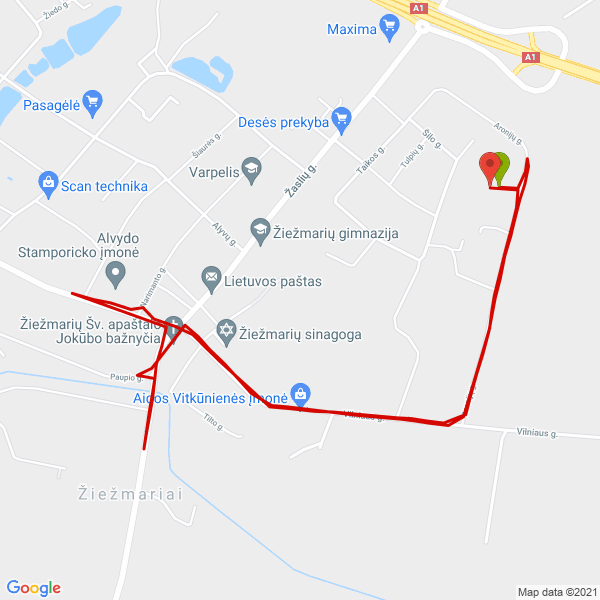 Žiedo g.
Maxima
A1
A1
Pasagėlė
Desės prekyba
Aronijų g.
Šilo g.
Šiaurės g.
Taikos g.
Tulpių g.
Varpelis
Žaslių g.
Scan technika
Alyvų g.
Žiežmarių gimnazija
Alvydo
Stamporicko įmonė
Narimanto g.
Lietuvos paštas
Žiežmarių Šv. apaštalo
Jokūbo bažnyčia
Žiežmarių sinagoga
Paupio g.
Aidos Vitkūnienės įmonė
Tilto g.
Vilniaus g.
Vilniaus g.
Žiežmariai
Google
Map data ©2021